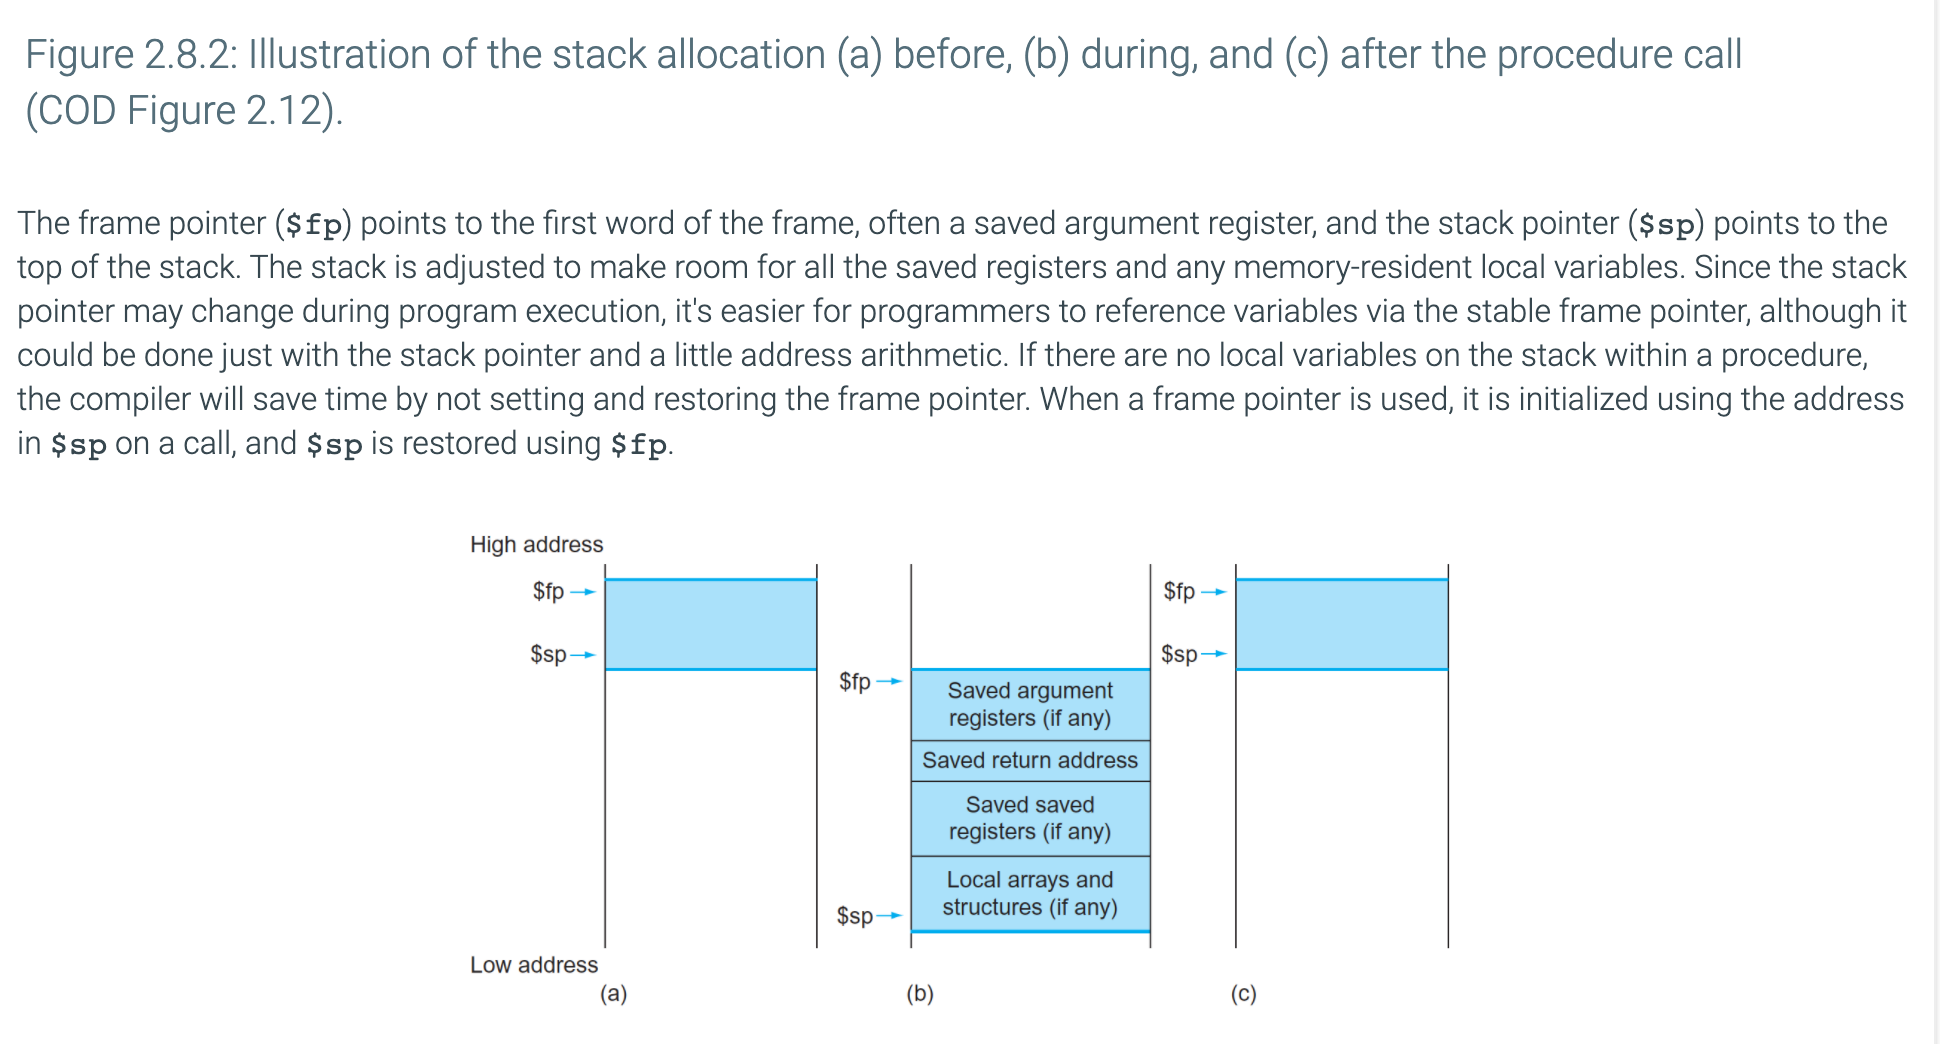 Figure 2.8.2: Illustration of the stack allocation (a) before, (b) during, and (c) after the procedure call
(COD Figure 2.12).
The frame pointer ($fp) points to the first word of the frame, often a saved argument register, and the stack pointer ($sp) points to the
top of the stack. The stack is adjusted to make room for all the saved registers and any memory-resident local variables. Since the stack
pointer may change during program execution, it's easier for programmers to reference variables via the stable frame pointer, although it
could be done just with the stack pointer and a little address arithmetic. If there are no local variables on the stack within a procedure,
the compiler will save time by not setting and restoring the frame pointer. When a frame pointer is used, it is initialized using the address
in $sp on a call, and $sp is restored using $fp.
High address
$fp
$sp
Low address
(a)
$fp
Saved argument
registers (if any)
Saved return address
Saved saved
registers (if any)
Local arrays and
structures (if any)
$sp
(b)
$fp
$sp
(c)